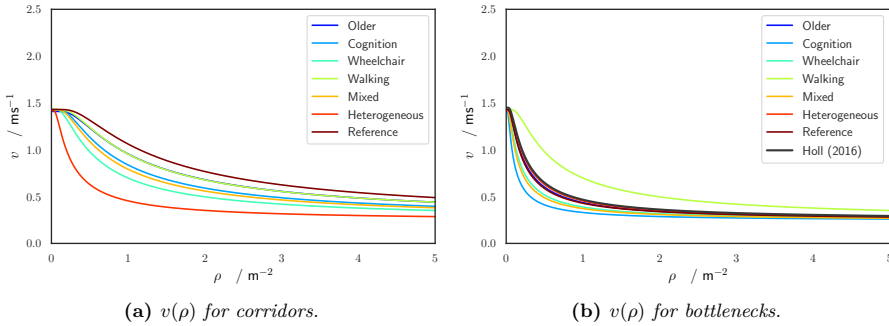 2.5
2.0
1.5
1.0
0.5
0.0
v / ms⁻¹
0 1 2 3 4 5
ρ / m⁻²
Older
Cognition
Wheelchair
Walking
Mixed
Heterogeneous
Reference
(a) v(ρ) for corridors.
2.5
2.0
1.5
1.0
0.5
0.0
v / ms⁻¹
0 1 2 3 4 5
ρ / m⁻²
Older
Cognition
Wheelchair
Walking
Mixed
Heterogeneous
Reference
Holl (2016)
(b) v(ρ) for bottlenecks.